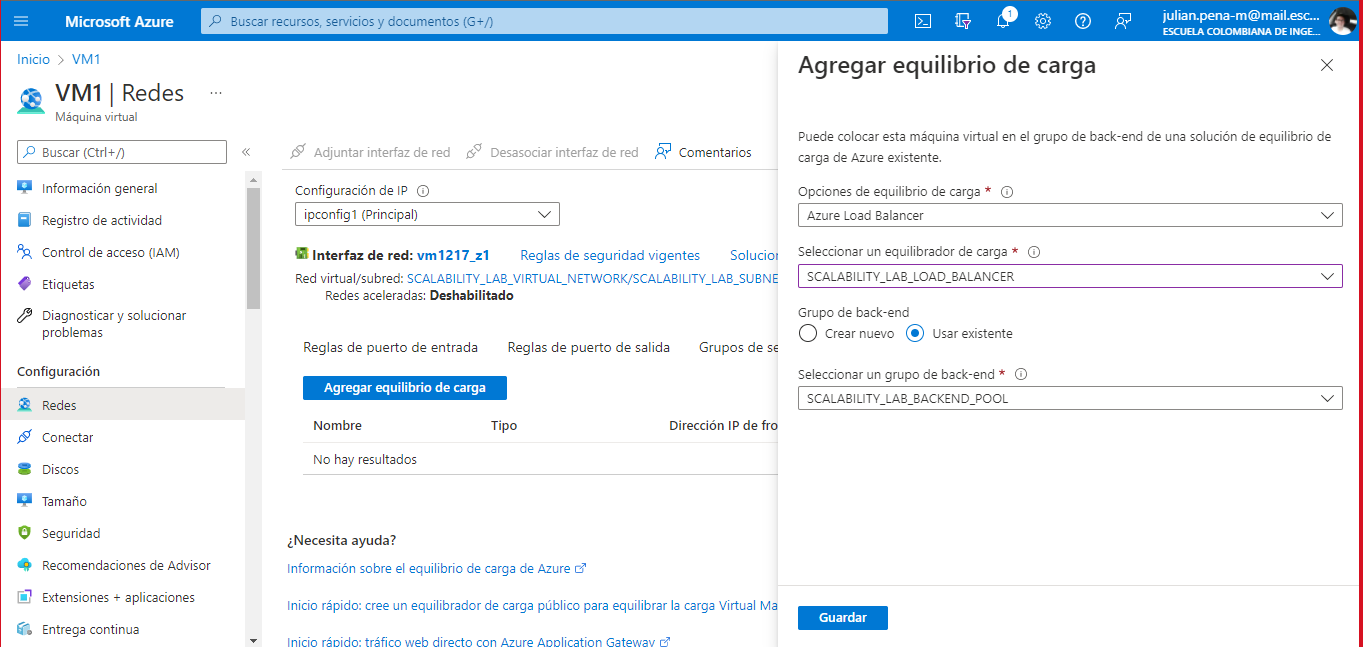 Microsoft Azure
Buscar recursos, servicios y documentos (G+/)
1
julian.pena-m@mail.esc...
ESCUELA COLOMBIANA DE INGE...
Inicio > VM1
VM1 | Redes ...
Máquina virtual
Buscar (Ctrl+/)
«
Información general
Registro de actividad
Control de acceso (IAM)
Etiquetas
Diagnosticar y solucionar
problemas
Configuración
Redes
Conectar
Discos
Tamaño
Seguridad
Recomendaciones de Advisor
Extensiones + aplicaciones
Entrega continua
Adjuntar interfaz de red Desasociar interfaz de red Comentarios
Configuración de IP
ipconfig1 (Principal)
Interfaz de red: vm1217_z1 Reglas de seguridad vigentes Solucion
Red virtual/subred: SCALABILITY_LAB_VIRTUAL_NETWORK/SCALABILITY_LAB_SUBNE
Redes aceleradas: Deshabilitado
Reglas de puerto de entrada Reglas de puerto de salida Grupos de se
Agregar equilibrio de carga
Nombre Tipo Dirección IP de fro
No hay resultados
¿Necesita ayuda?
Información sobre el equilibrio de carga de Azure
Inicio rápido: cree un equilibrador de carga público para equilibrar la carga Virtual Ma
Inicio rápido: tráfico web directo con Azure Application Gateway
Agregar equilibrio de carga
Puede colocar esta máquina virtual en el grupo de back-end de una solución de equilibrio de
carga de Azure existente.
Opciones de equilibrio de carga *
Azure Load Balancer
Seleccionar un equilibrador de carga *
SCALABILITY_LAB_LOAD_BALANCER
Grupo de back-end
Crear nuevo Usar existente
Seleccionar un grupo de back-end *
SCALABILITY_LAB_BACKEND_POOL
Guardar